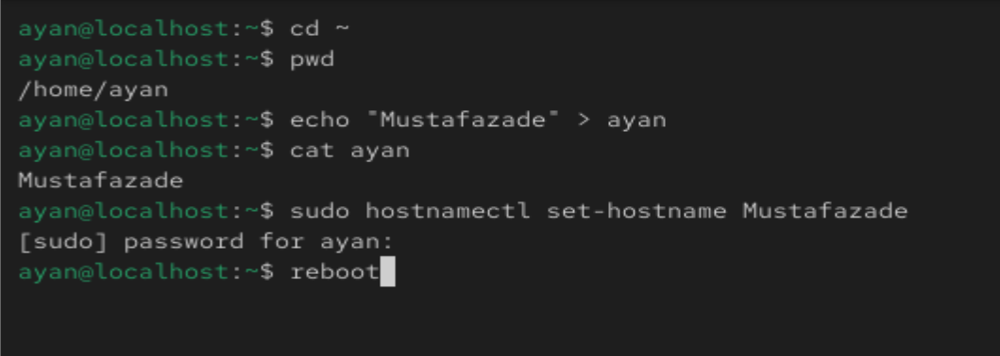 ayan@localhost:~$ cd ~
ayan@localhost:~$ pwd
/home/ayan
ayan@localhost:~$ echo "Mustafazade" > ayan
ayan@localhost:~$ cat ayan
Mustafazade
ayan@localhost:~$ sudo hostnamectl set-hostname Mustafazade
[sudo] password for ayan:
ayan@localhost:~$ reboot